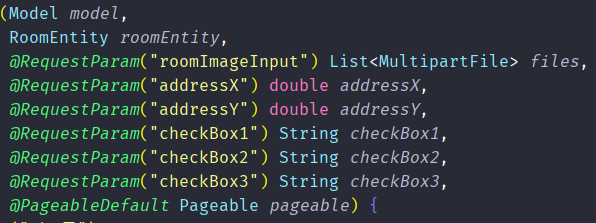 (Model model,
RoomEntity roomEntity,
@RequestParam("roomImageInput") List<MultipartFile> files,
@RequestParam("addressX") double addressX,
@RequestParam("addressY") double addressY,
@RequestParam("checkBox1") String checkBox1,
@RequestParam("checkBox2") String checkBox2,
@RequestParam("checkBox3") String checkBox3,
@PageableDefault Pageable pageable) {